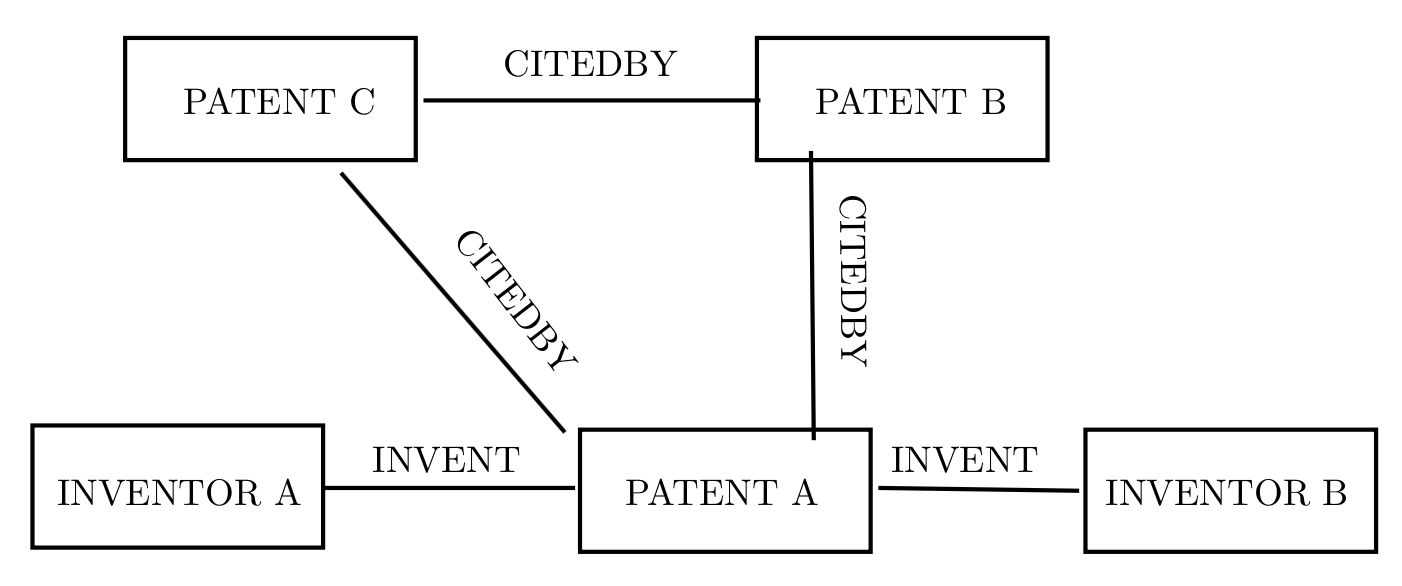 CITEDBY
PATENT C
PATENT B
CITEDBY
CITEDBY
INVENT
INVENT
INVENTOR A
PATENT A
INVENTOR B